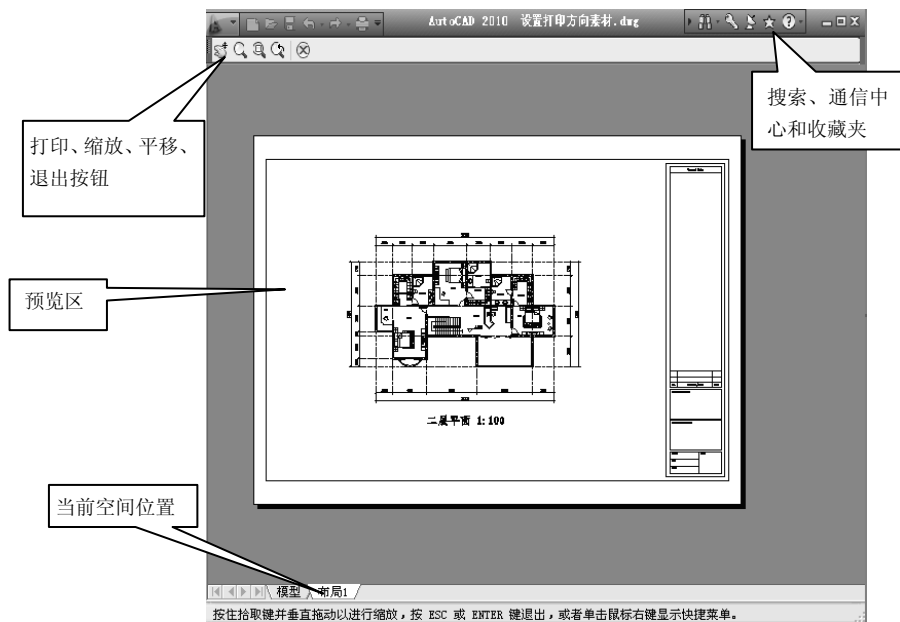 AutoCAD 2010 设置打印方向素材.dwg
搜索、通信中
心和收藏夹
打印、缩放、平移、
退出按钮
预览区
二层平面 1:100
当前空间位置
模型
布局1
按住拾取键并垂直拖动以进行缩放，按 ESC 或 ENTER 键退出，或者单击鼠标右键显示快捷菜单。